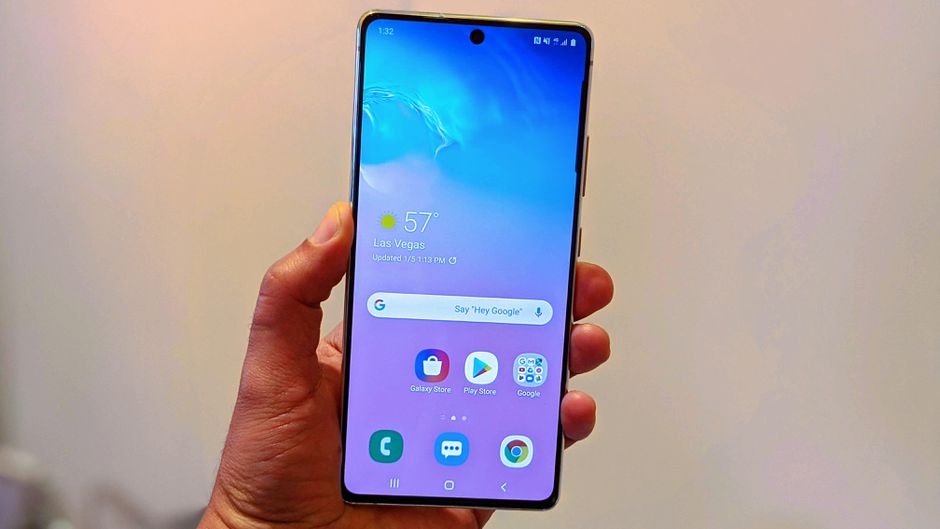 1:32
57°
Las Vegas
Updated 1/5 1:13 PM
G Say "Hey Google"
Galaxy Store
Play Store
Google